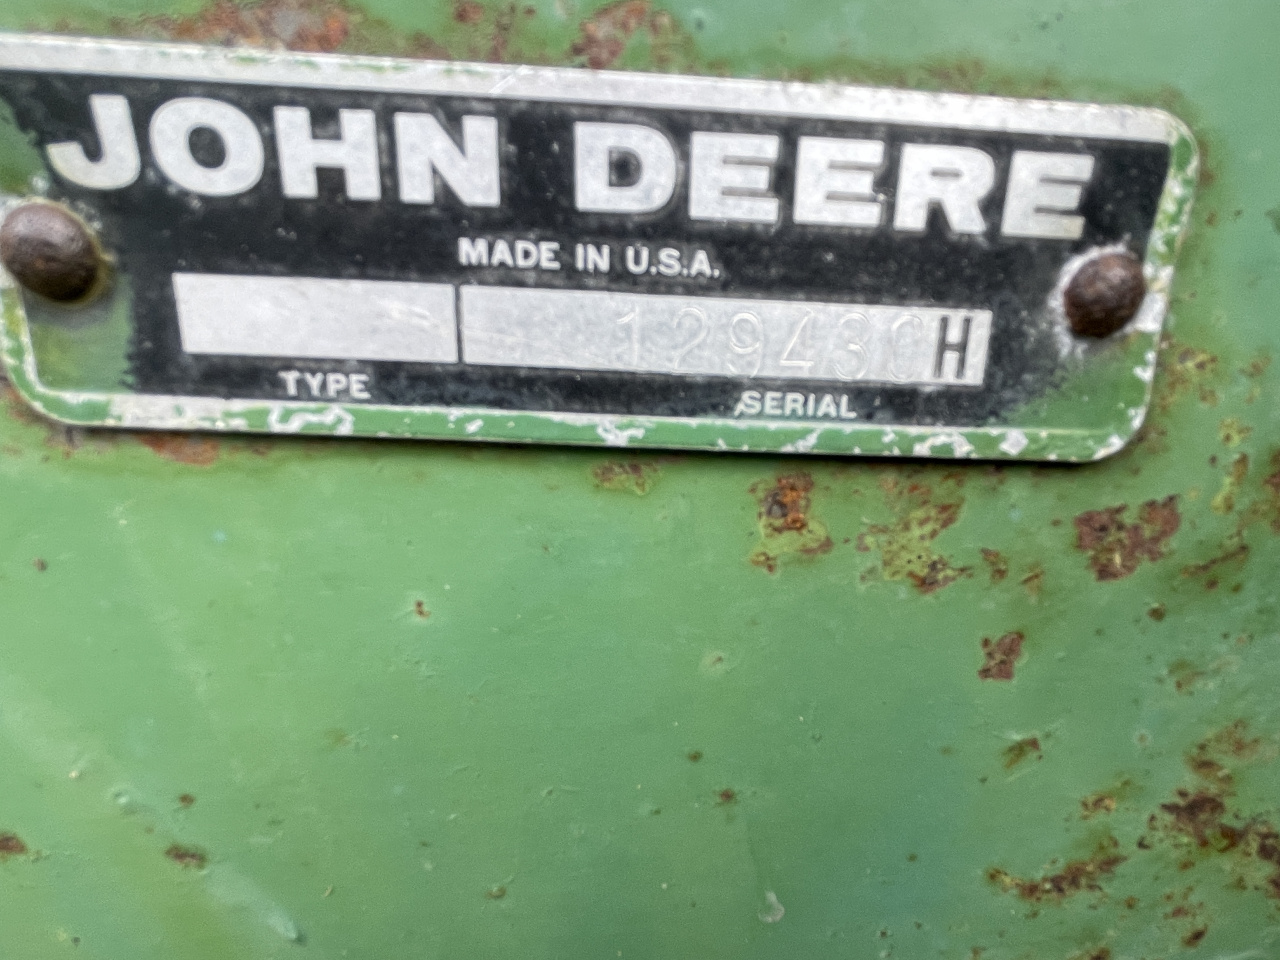 JOHN DEERE
MADE IN U.S.A.
129430H
TYPE SERIAL